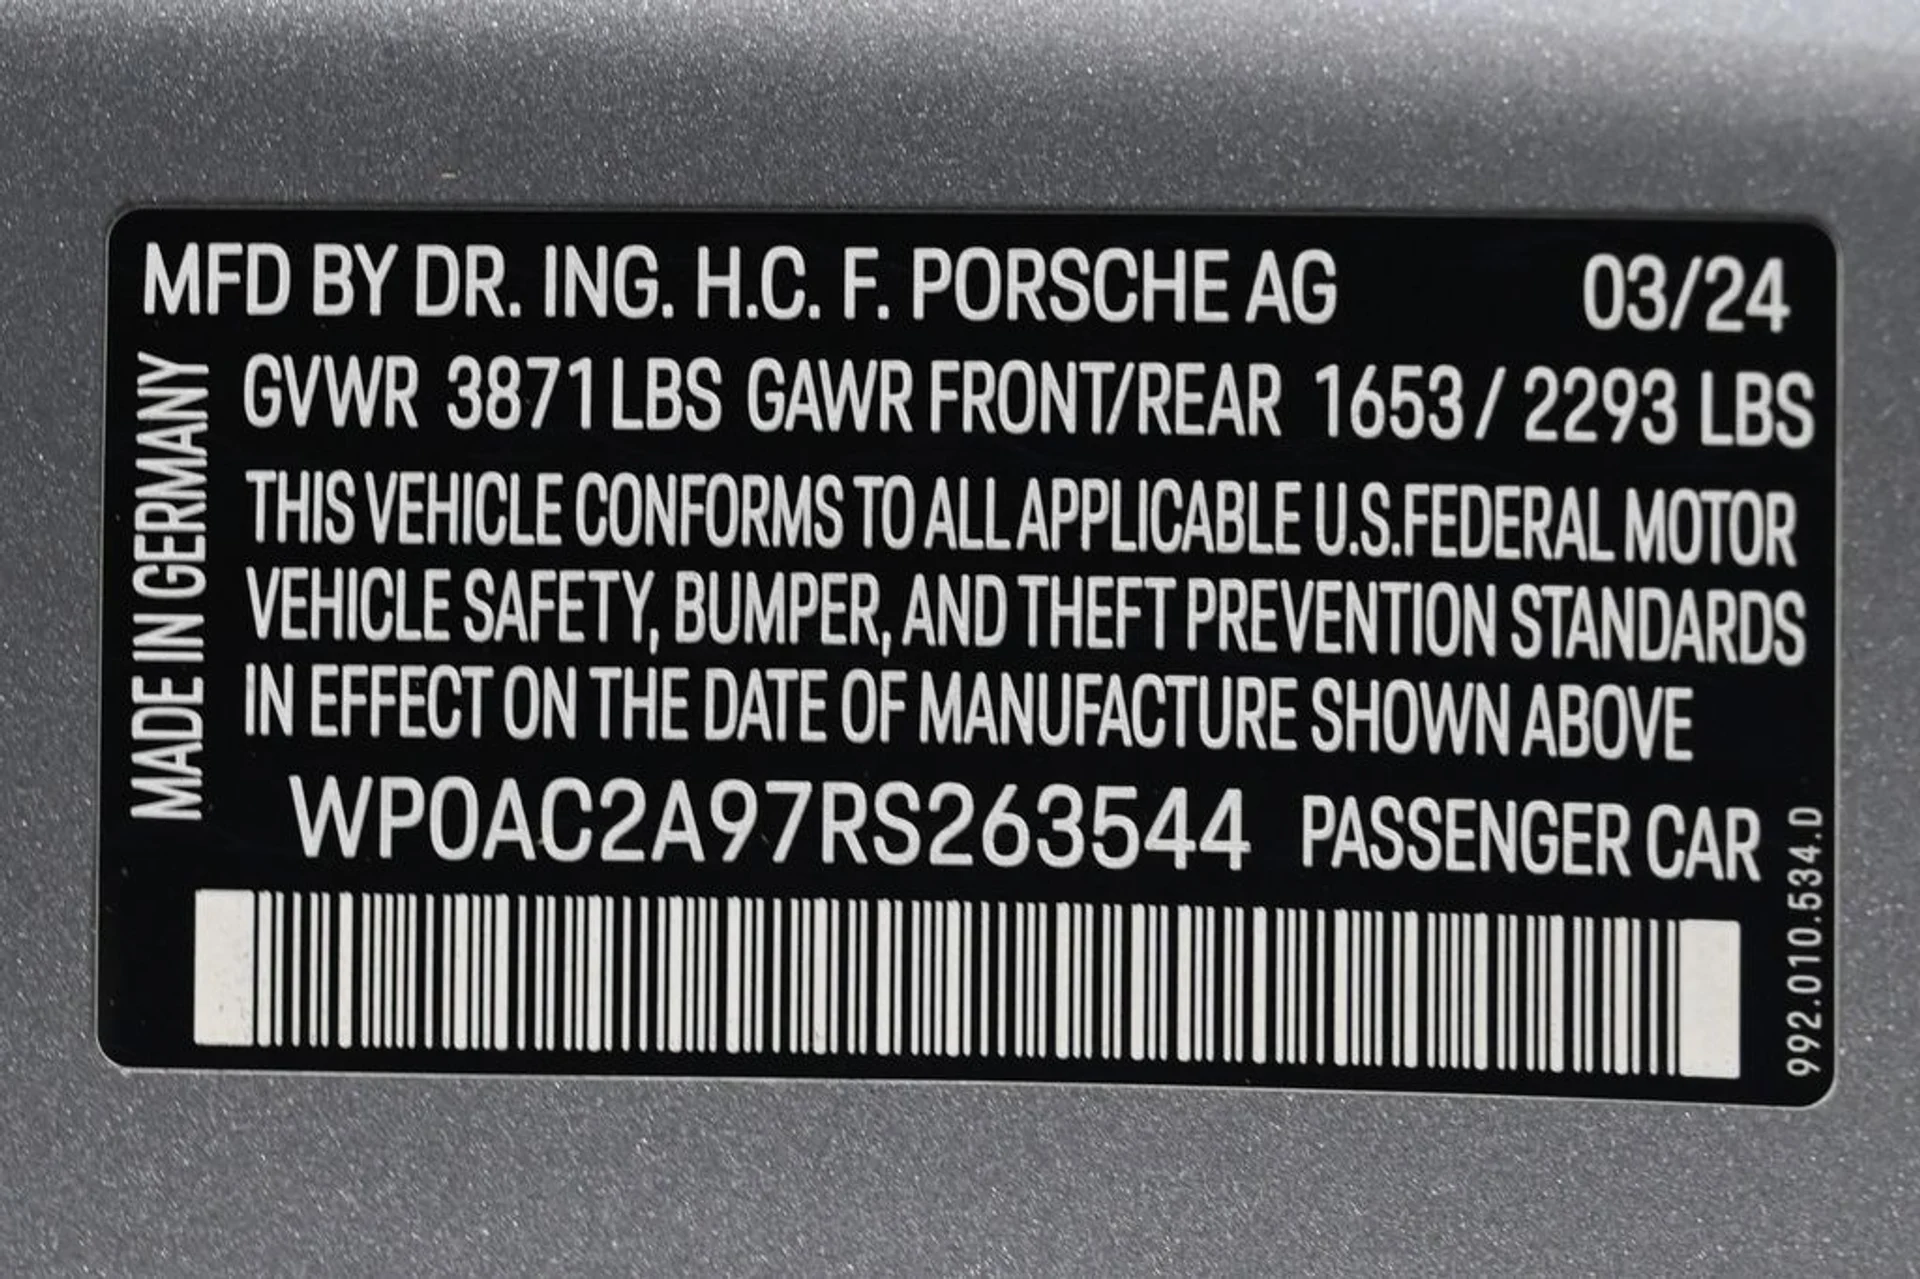 MFD BY DR. ING. H.C. F. PORSCHE AG 03/24
GVWR 3871 LBS GAWR FRONT/REAR 1653 / 2293 LBS
THIS VEHICLE CONFORMS TO ALL APPLICABLE U.S.FEDERAL MOTOR
VEHICLE SAFETY, BUMPER, AND THEFT PREVENTION STANDARDS
IN EFFECT ON THE DATE OF MANUFACTURE SHOWN ABOVE
WP0AC2A97RS263544 PASSENGER CAR
MADE IN GERMANY
992.010.534.D